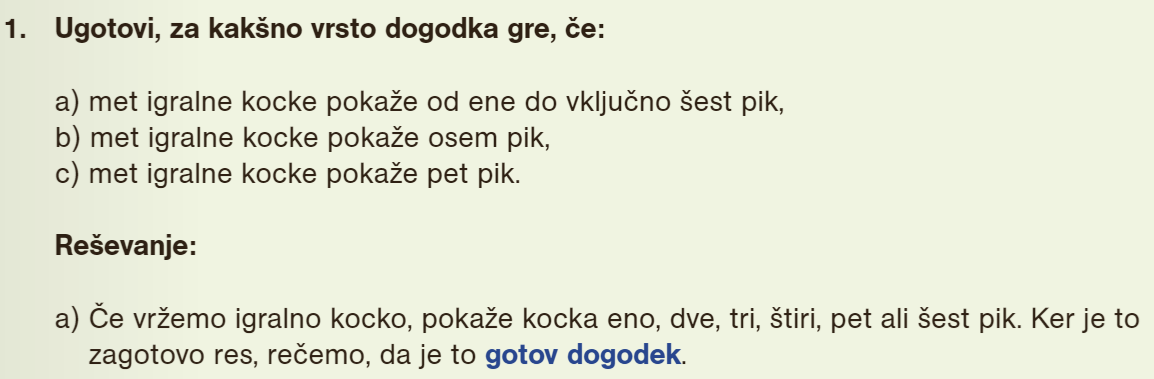 1. Ugotovi, za kakšno vrsto dogodka gre, če:
a) met igralne kocke pokaže od ene do vključno šest pik,
b) met igralne kocke pokaže osem pik,
c) met igralne kocke pokaže pet pik.
Reševanje:
a) Če vržemo igralno kocko, pokaže kocka eno, dve, tri, štiri, pet ali šest pik. Ker je to
zagotovo res, rečemo, da je to gotov dogodek.